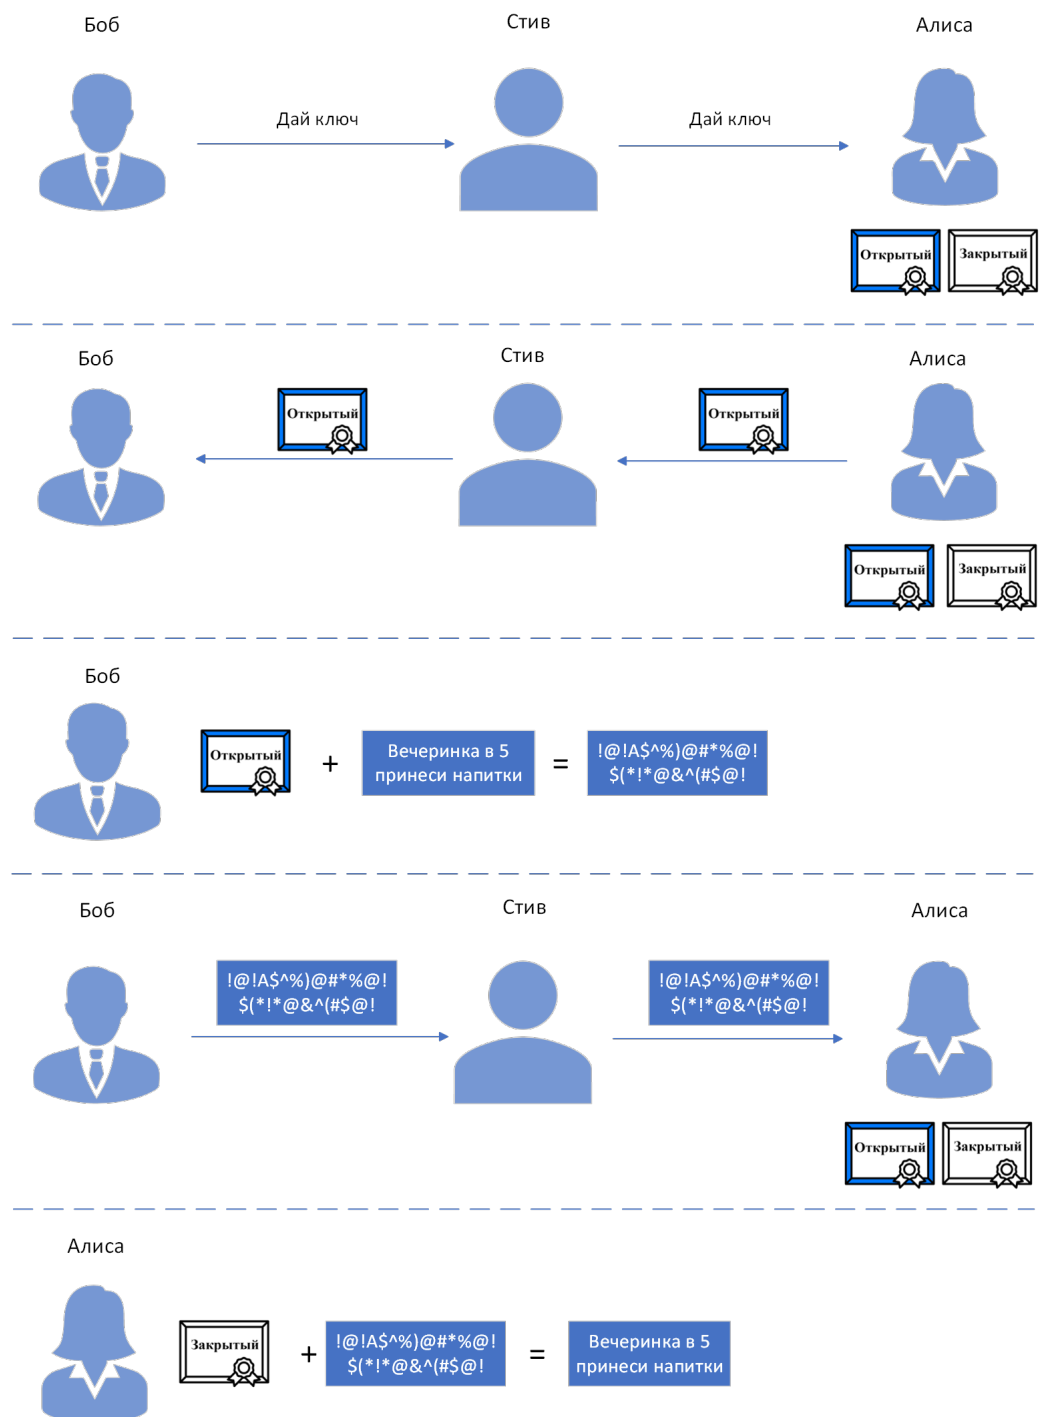 Боб
Стив
Алиса
Дай ключ
Дай ключ
Открытый
Закрытый
Боб
Стив
Алиса
Открытый
Открытый
Открытый
Закрытый
Боб
Открытый
+
Вечеринка в 5
принеси напитки
=
!@!A$^%)@#*%@!
$(*!*@&^(#$@!
Боб
Стив
Алиса
!@!A$^%)@#*%@!
$(*!*@&^(#$@!
!@!A$^%)@#*%@!
$(*!*@&^(#$@!
Открытый
Закрытый
Алиса
Закрытый
+
!@!A$^%)@#*%@!
$(*!*@&^(#$@!
=
Вечеринка в 5
принеси напитки